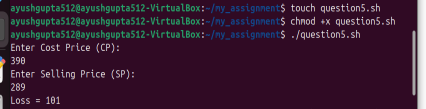 ayushgupta512@ayushgupta512-VirtualBox:~/my_assignment$ touch question5.sh
ayushgupta512@ayushgupta512-VirtualBox:~/my_assignment$ chmod +x question5.sh
ayushgupta512@ayushgupta512-VirtualBox:~/my_assignment$ ./question5.sh
Enter Cost Price (CP):
390
Enter Selling Price (SP):
289
Loss = 101